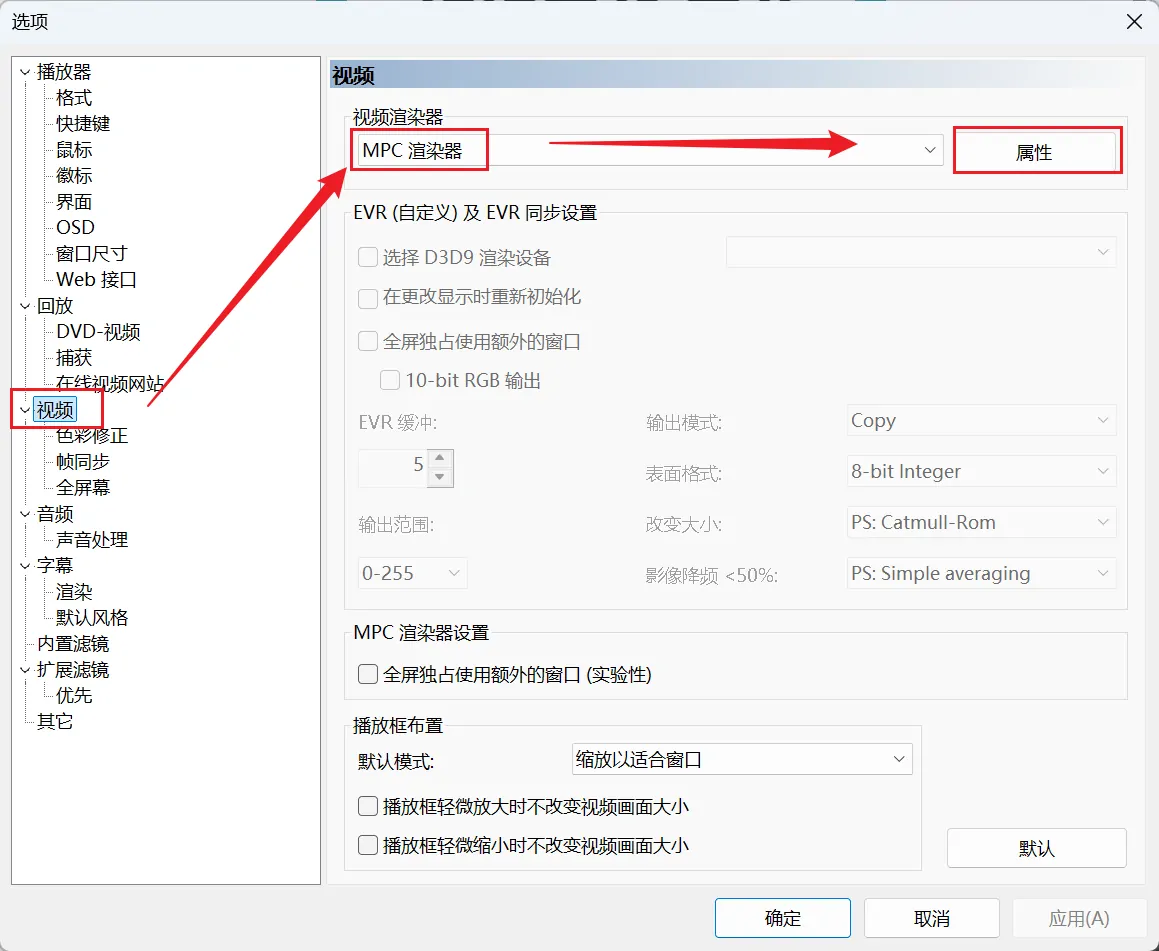 选项
播放器
格式
快捷键
鼠标
徽标
界面
OSD
窗口尺寸
Web 接口
回放
DVD-视频
捕获
在线视频网站
视频
色彩修正
帧同步
全屏幕
音频
声音处理
字幕
渲染
默认风格
内置滤镜
扩展滤镜
优先
其它
视频
视频渲染器
MPC 渲染器
属性
EVR (自定义) 及 EVR 同步设置
选择 D3D9 渲染设备
在更改显示时重新初始化
全屏独占使用额外的窗口
10-bit RGB 输出
EVR 缓冲:
输出模式:
Copy
5
表面格式:
8-bit Integer
输出范围:
改变大小:
PS: Catmull-Rom
0-255
影像降频 <50%:
PS: Simple averaging
MPC 渲染器设置
全屏独占使用额外的窗口 (实验性)
播放框布置
默认模式:
缩放以适合窗口
播放框轻微放大时不改变视频画面大小
播放框轻微缩小时不改变视频画面大小
默认
确定
取消
应用(A)